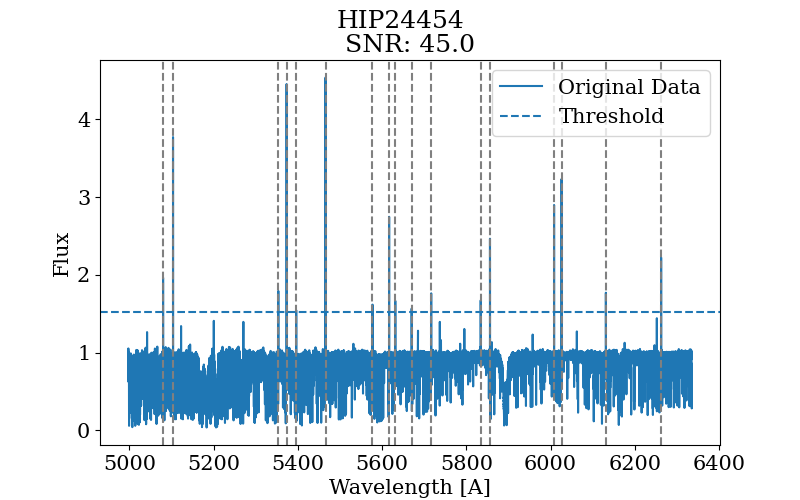 HIP24454
SNR: 45.0
Original Data
Threshold
Flux
4
3
2
1
0
5000 5200 5400 5600 5800 6000 6200 6400
Wavelength [A]